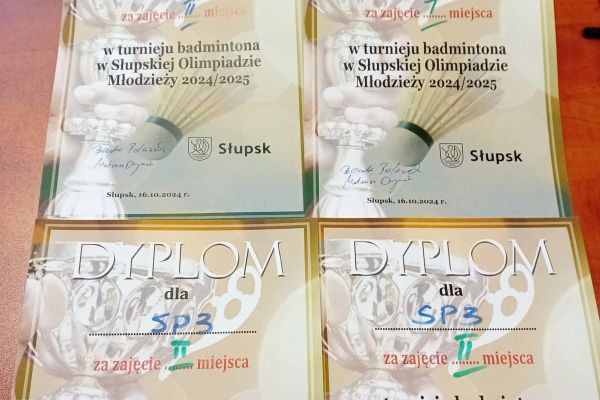 za zajęcie ...II... miejsca
w turnieju badmintona
w Słupskiej Olimpiadzie
Młodzieży 2024/2025
Słupsk
Słupsk, 16.10.2024 r.
za zajęcie ...I... miejsca
w turnieju badmintona
w Słupskiej Olimpiadzie
Młodzieży 2024/2025
Słupsk
Słupsk, 16.10.2024 r.
DYPLOM
dla
SP3
za zajęcie ...II... miejsca
DYPLOM
dla
SP3
za zajęcie ...II... miejsca